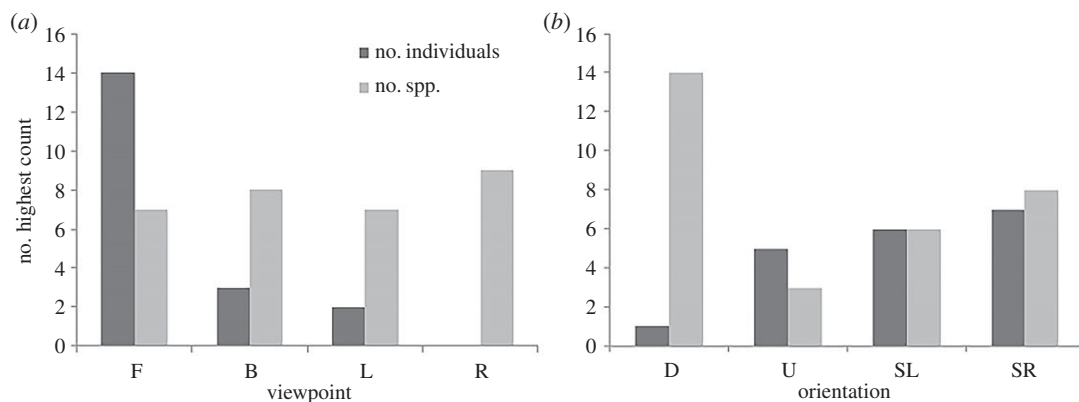 (a)
16
14
12
10
8
6
4
2
0
no. highest count
no. individuals
no. spp.
F B L R
viewpoint
(b)
16
14
12
10
8
6
4
2
0
D U SL SR
orientation